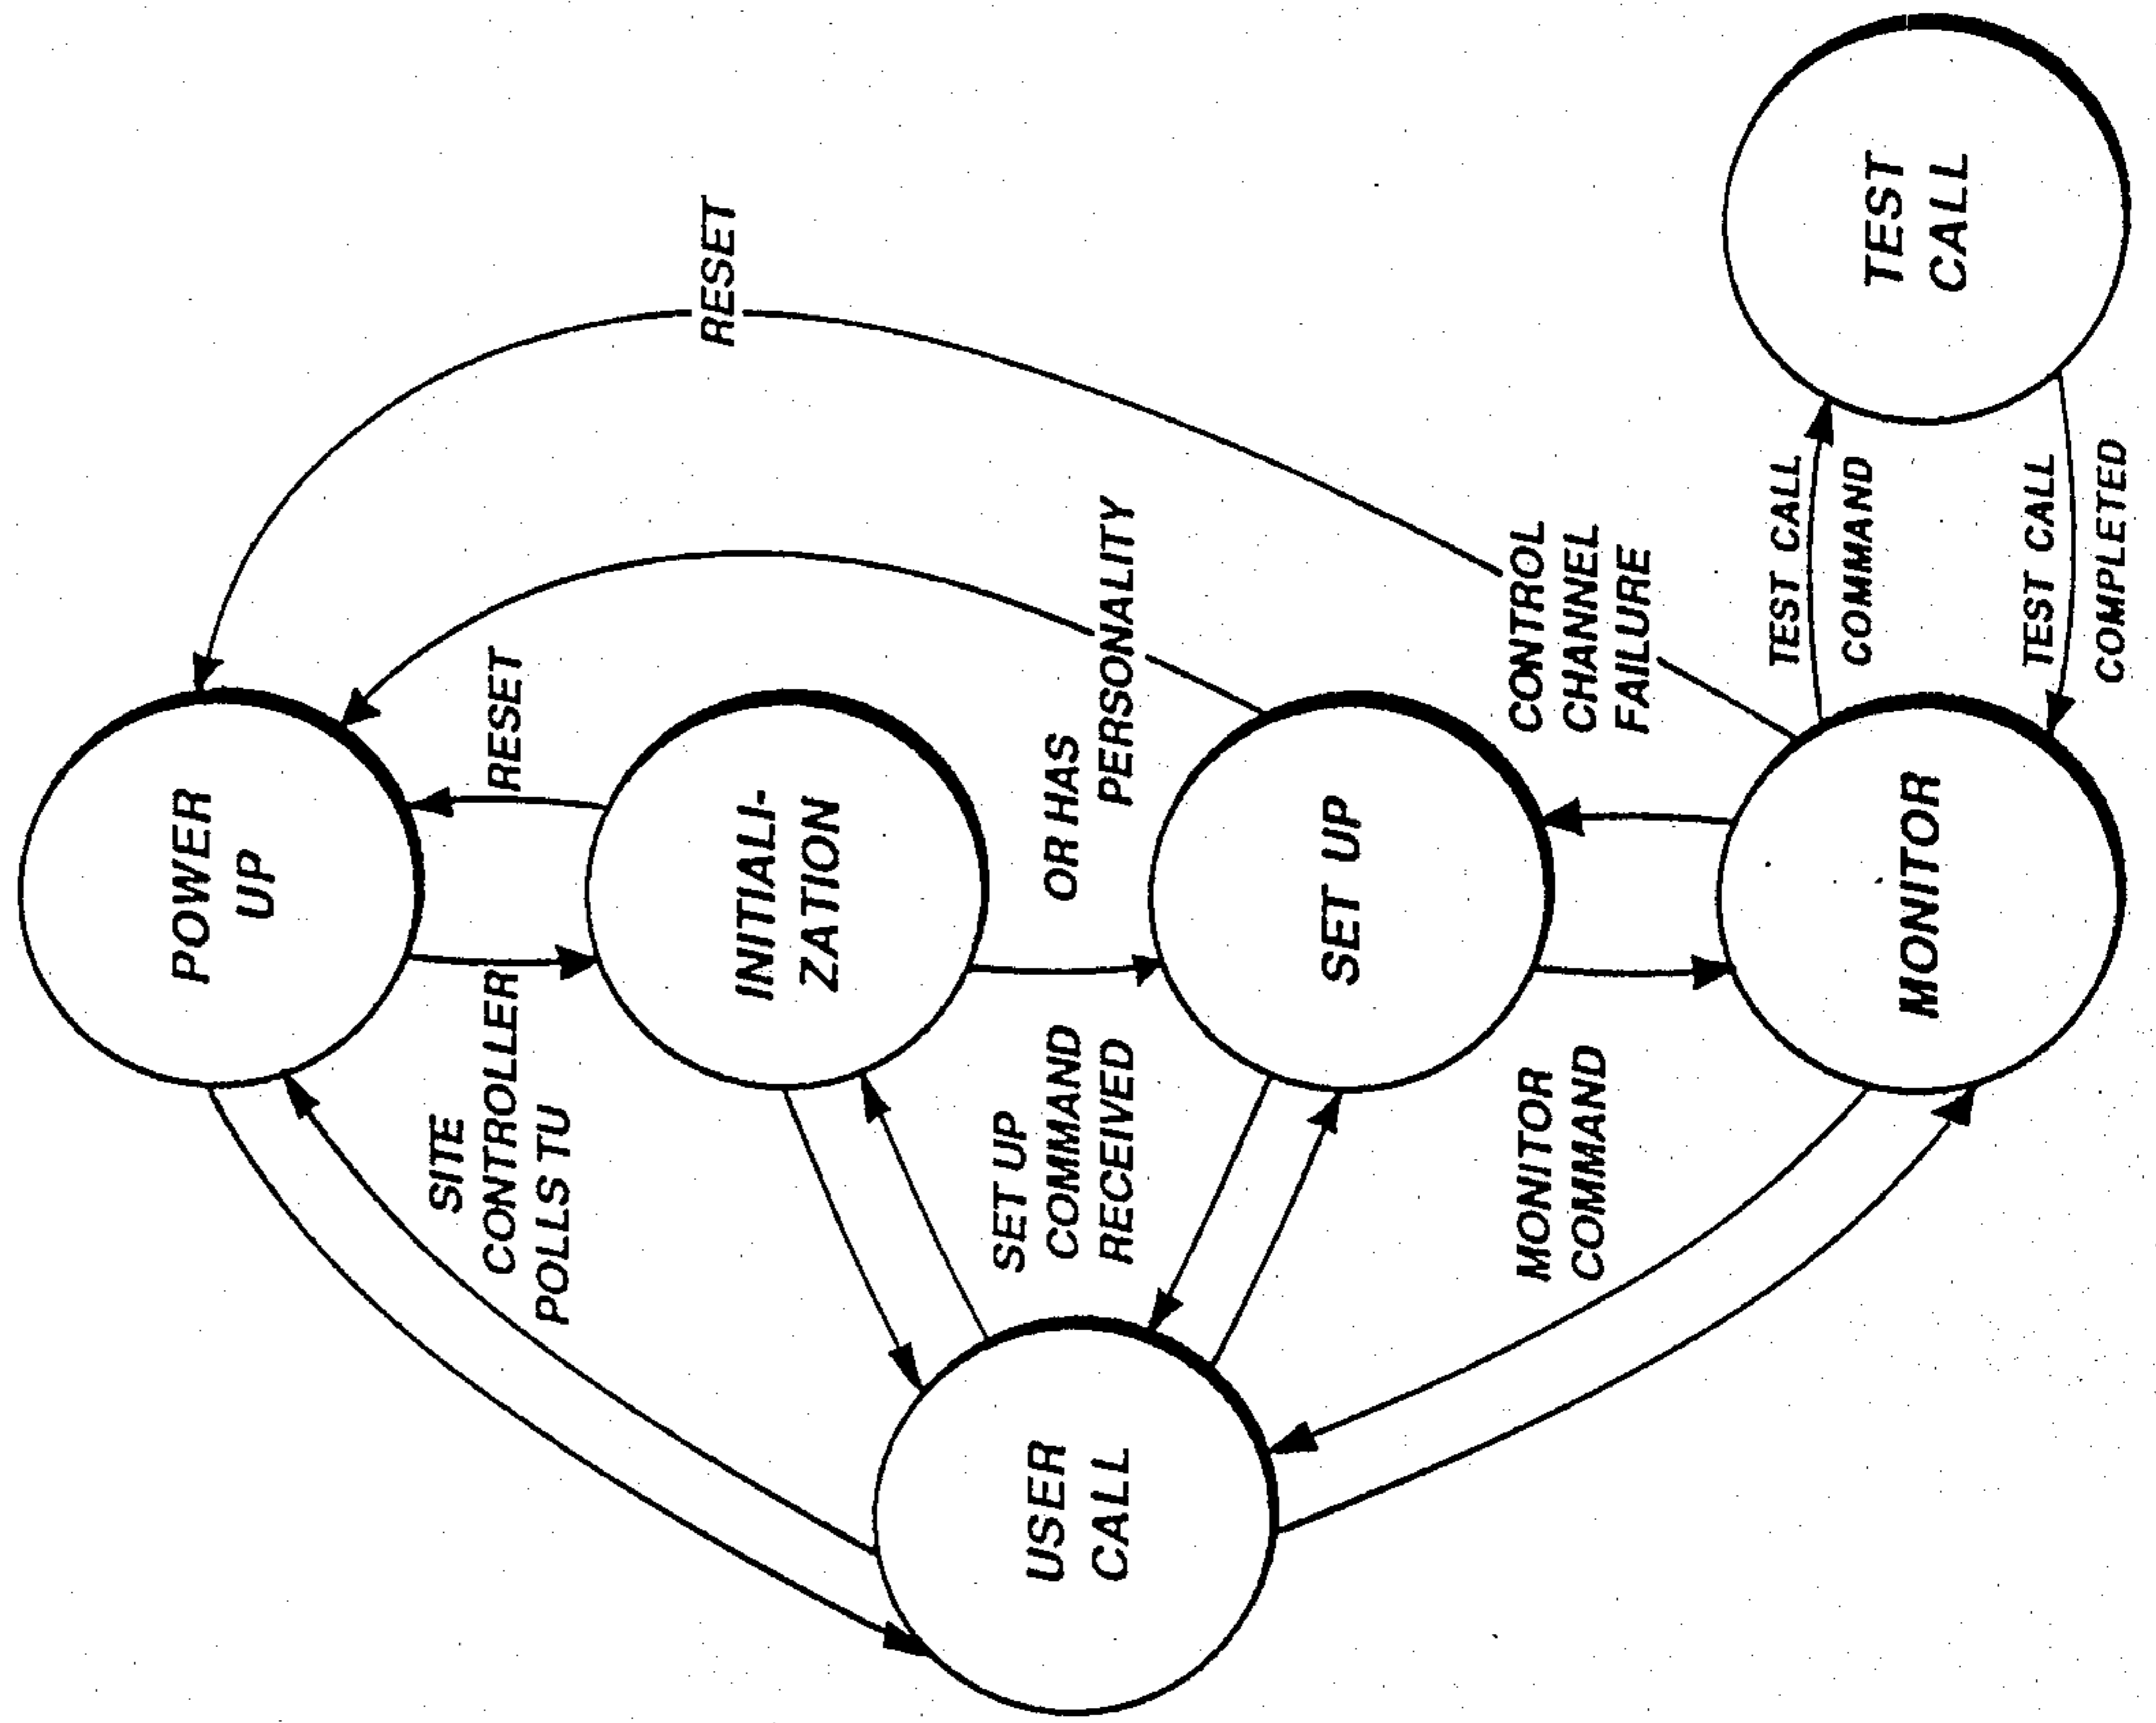 POWER
UP
SITE
CONTROLLER
POLLS TU
RESET
INITIALI-
ZATION
RESET
SET UP
COMMAND
RECEIVED
OR HAS
PERSONALITY
USER
CALL
SET UP
MONITOR
COMMAND
CONTROL
CHANNEL
FAILURE
MONITOR
TEST CALL
COMMAND
TEST CALL
COMPLETED
TEST
CALL